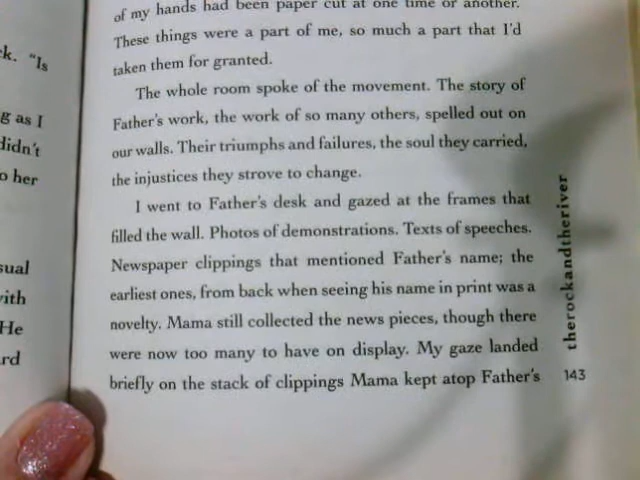 k. "Is
g as I
didn't
o her
sual
with
He
rd
of my hands had been paper cut at one time or another.
These things were a part of me, so much a part that I'd
taken them for granted.
The whole room spoke of the movement. The story of
Father's work, the work of so many others, spelled out on
our walls. Their triumphs and failures, the soul they carried,
the injustices they strove to change.
I went to Father's desk and gazed at the frames that
filled the wall. Photos of demonstrations. Texts of speeches.
Newspaper clippings that mentioned Father's name; the
earliest ones, from back when seeing his name in print was a
novelty. Mama still collected the news pieces, though there
were now too many to have on display. My gaze landed
briefly on the stack of clippings Mama kept atop Father's
therockandtheriver
143